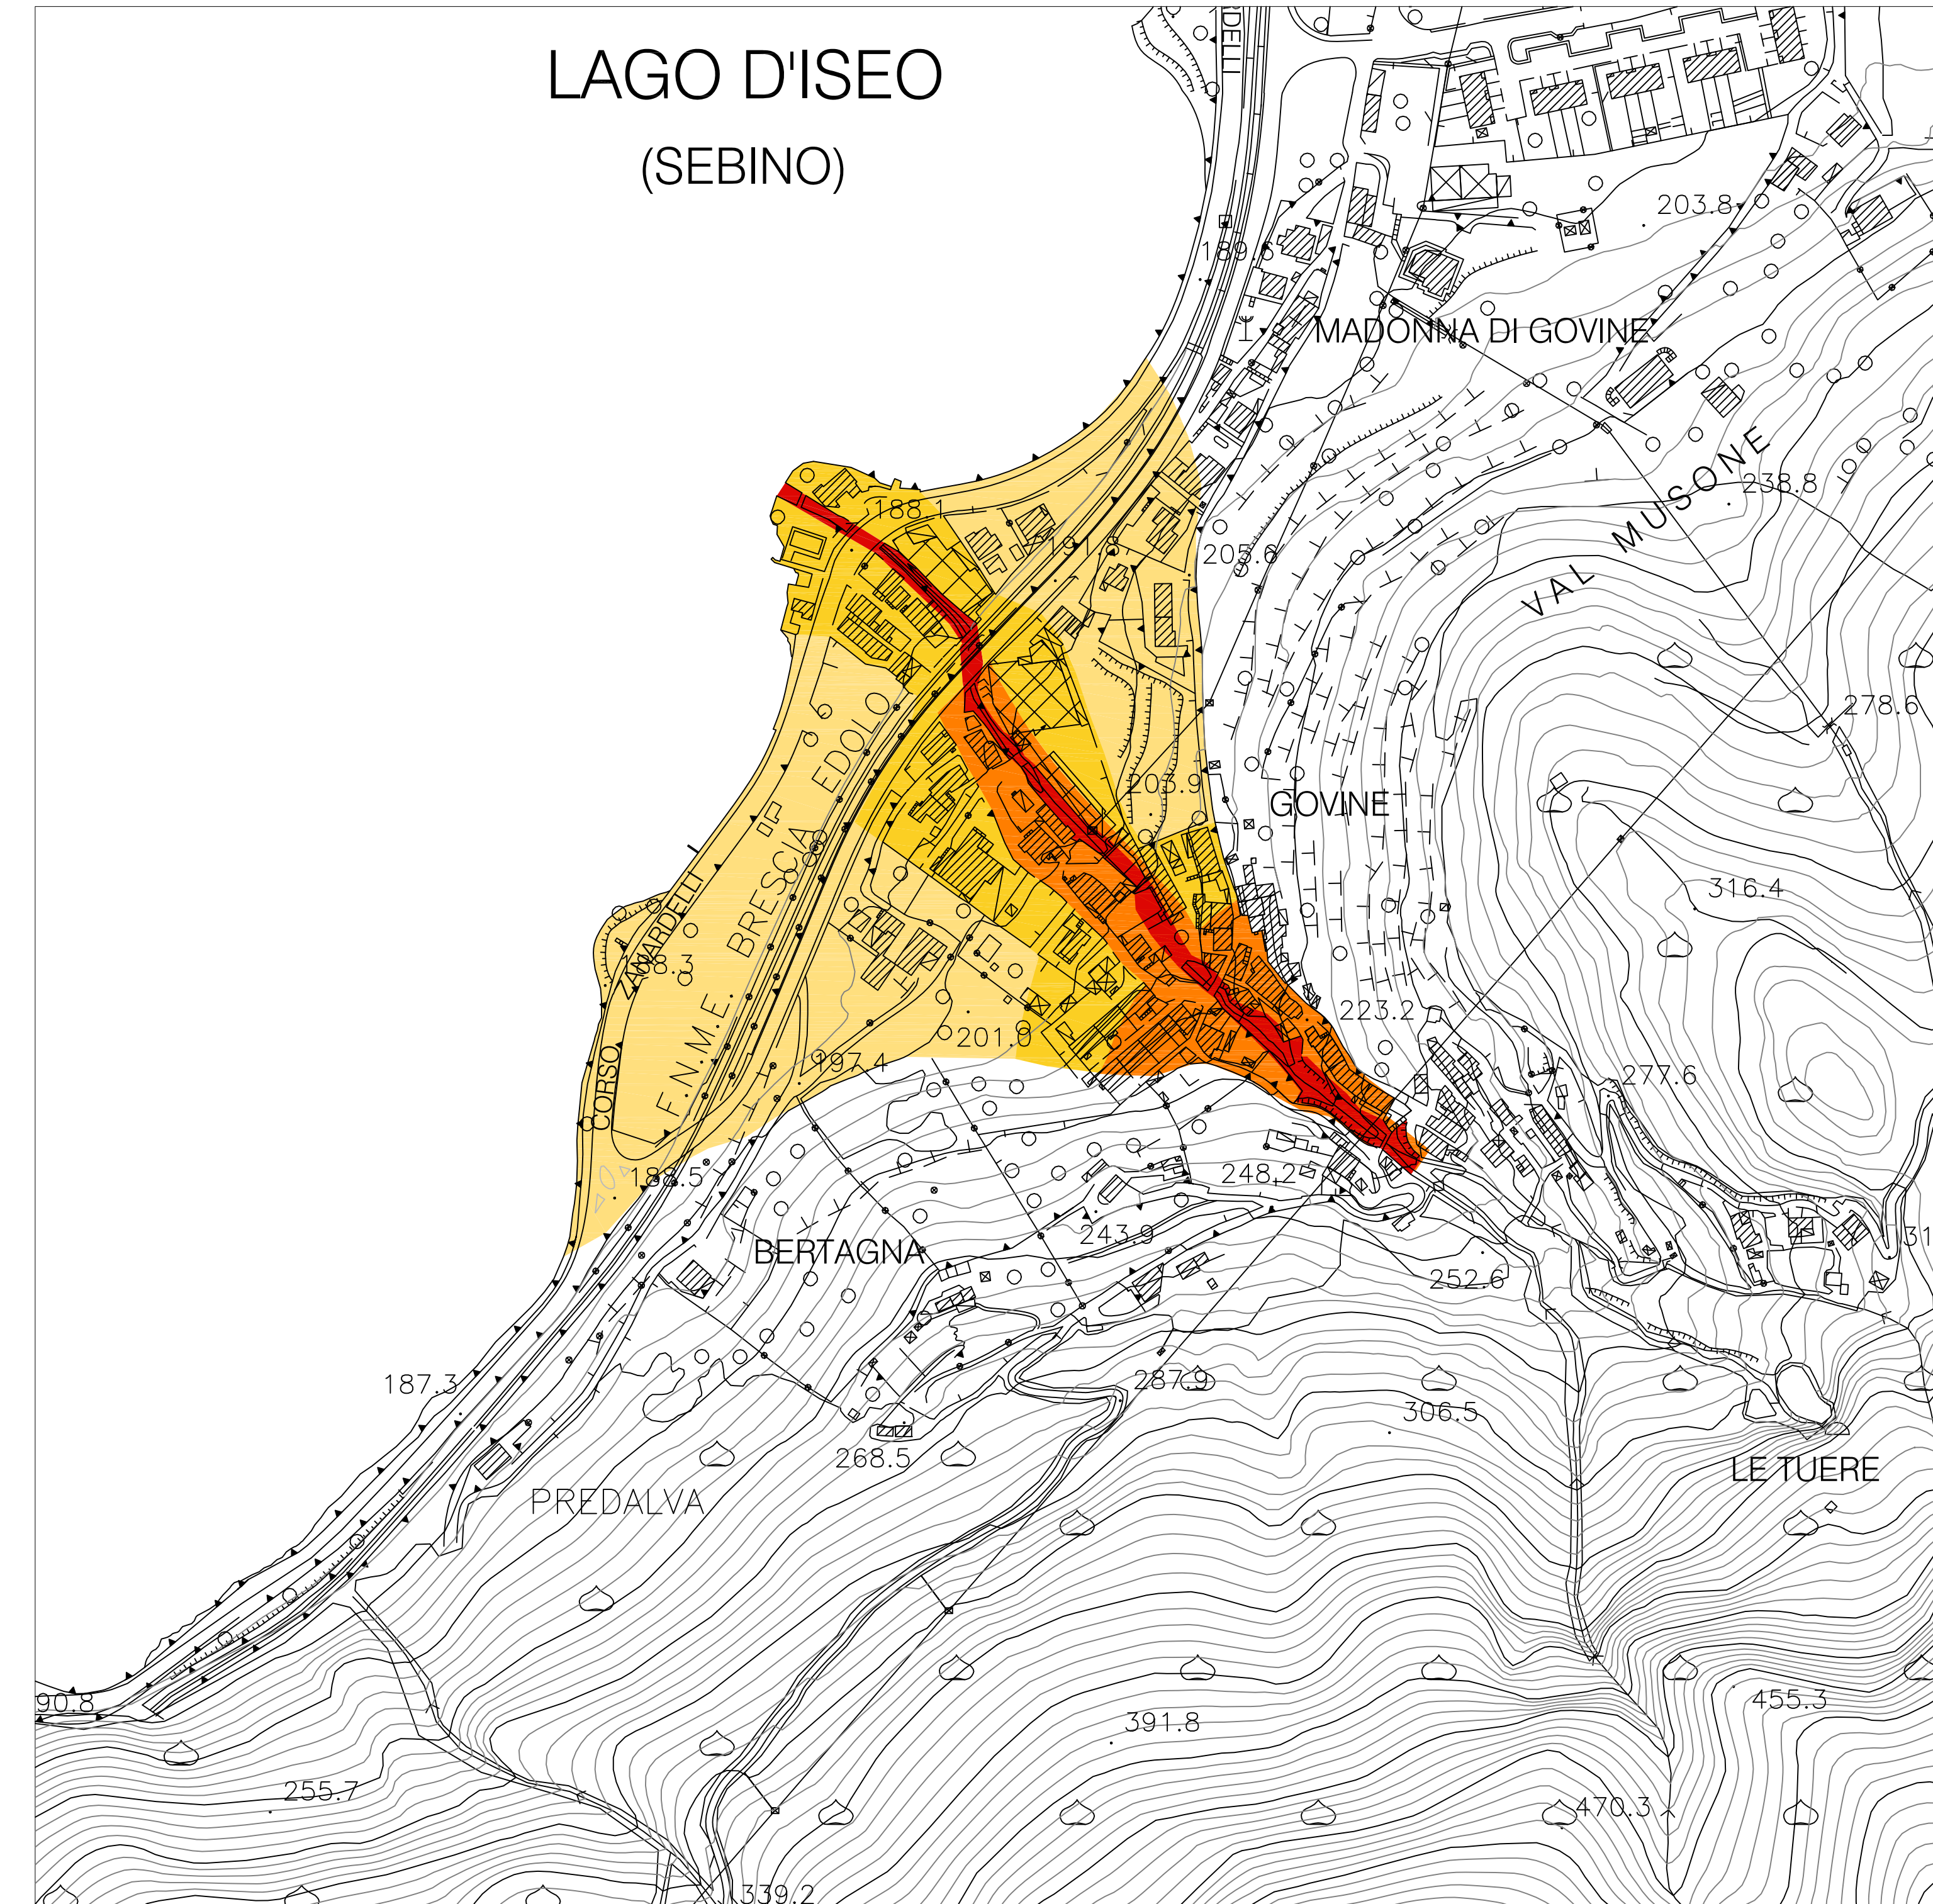 LAGO D'ISEO
(SEBINO)
DELLI
203.8
189.6
MADONNA DI GOVINE
VAL MUSONE
238.8
188.1
205.6
278.6
203.9
GOVINE
316.4
F.N.M.E. BRESCIA EDOLO
CORSO ZANARDELLI
201.0
223.2
197.4
277.6
188.5
248.2
243.9
BERTAGNA
252.6
31
187.3
287.9
306.5
268.5
LE TUERE
PREDALVA
90.8
455.3
391.8
255.7
470.3
339.2